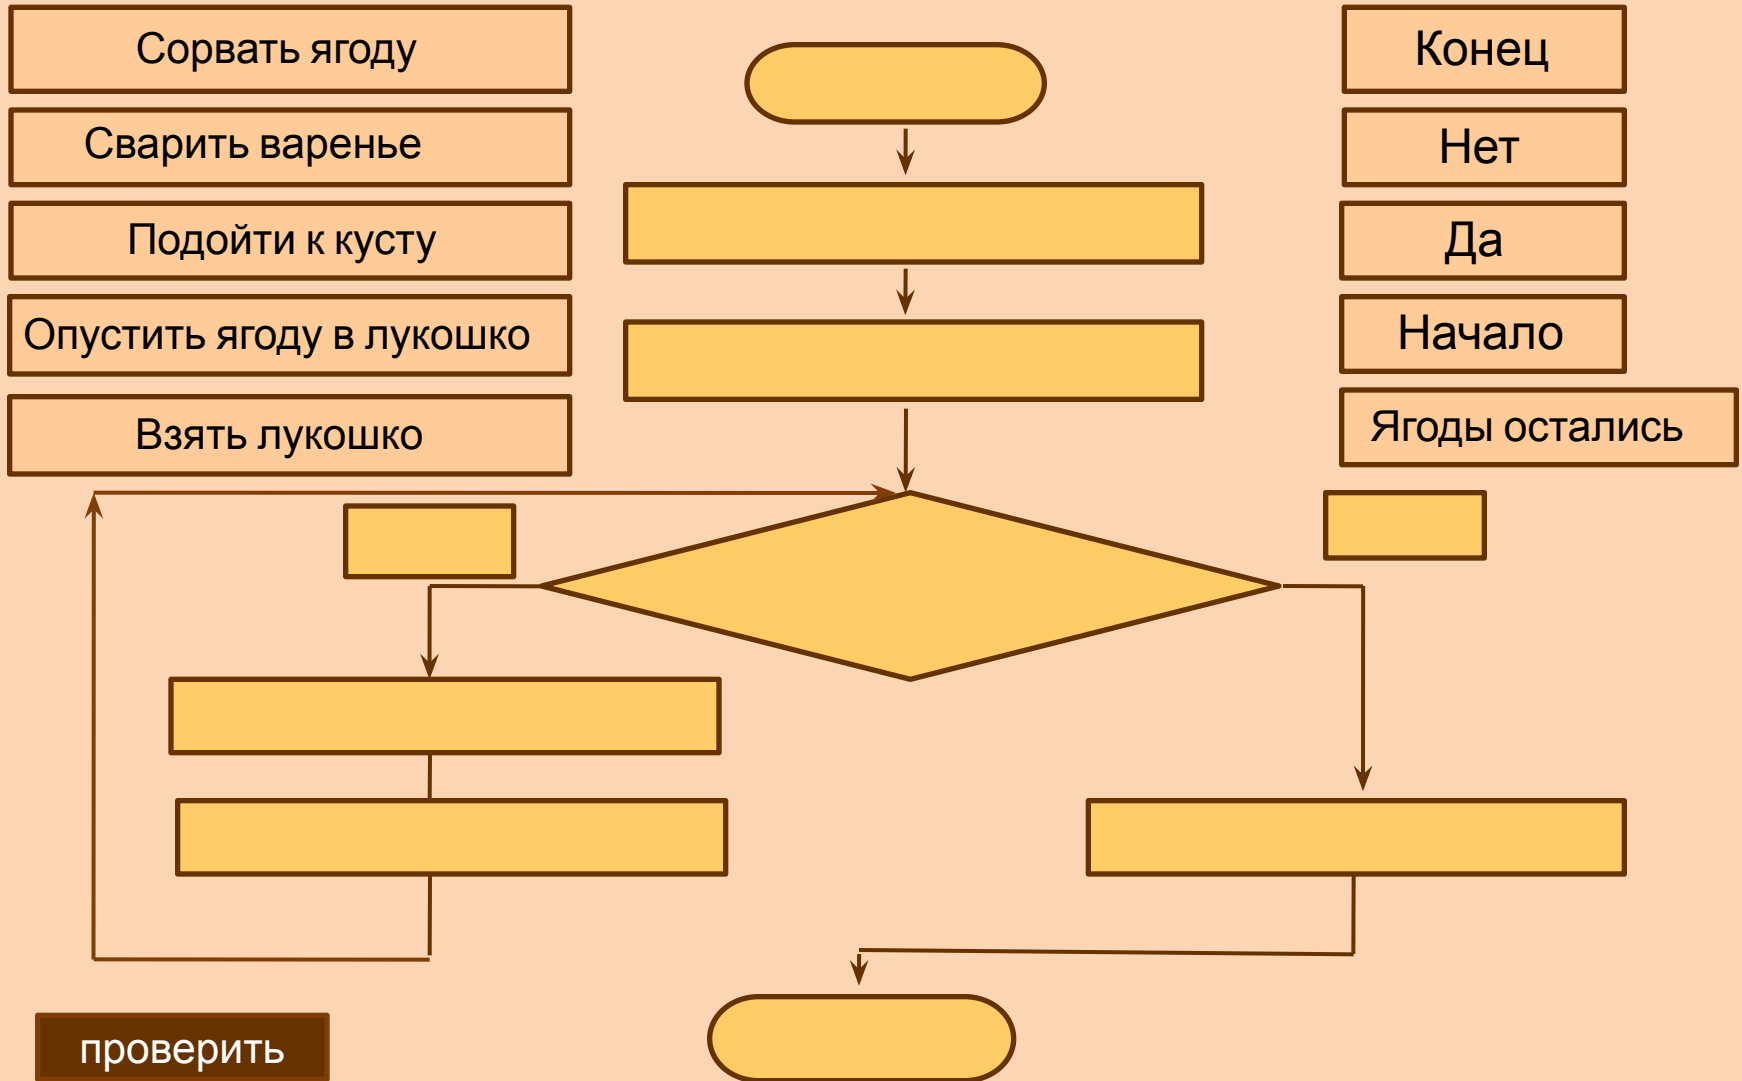 Сорвать ягоду
Сварить варенье
Подойти к кусту
Опустить ягоду в лукошко
Взять лукошко
Конец
Нет
Да
Начало
Ягоды остались
проверить